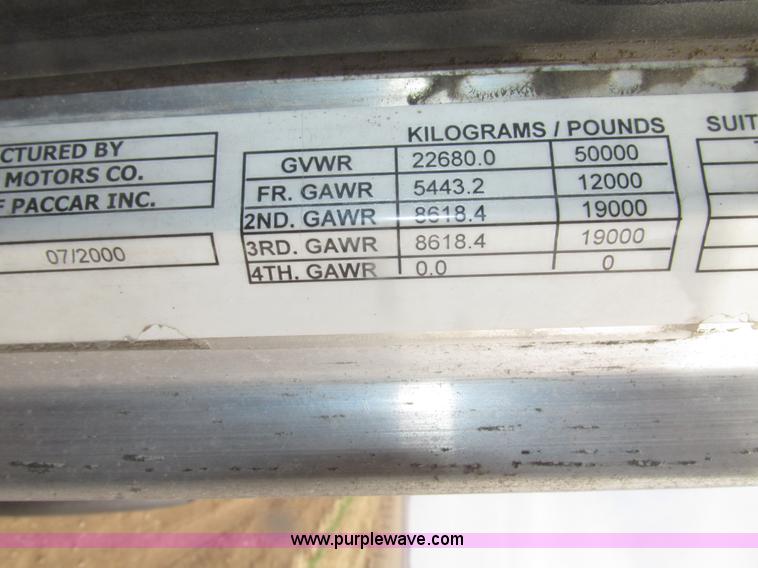 KILOGRAMS / POUNDS SUIT
CTURED BY
MOTORS CO.
PACCAR INC.
07/2000
GVWR 22680.0 50000
FR. GAWR 5443.2 12000
2ND. GAWR 8618.4 19000
3RD. GAWR 8618.4 19000
4TH. GAWR 0.0 0
www.purplewave.com